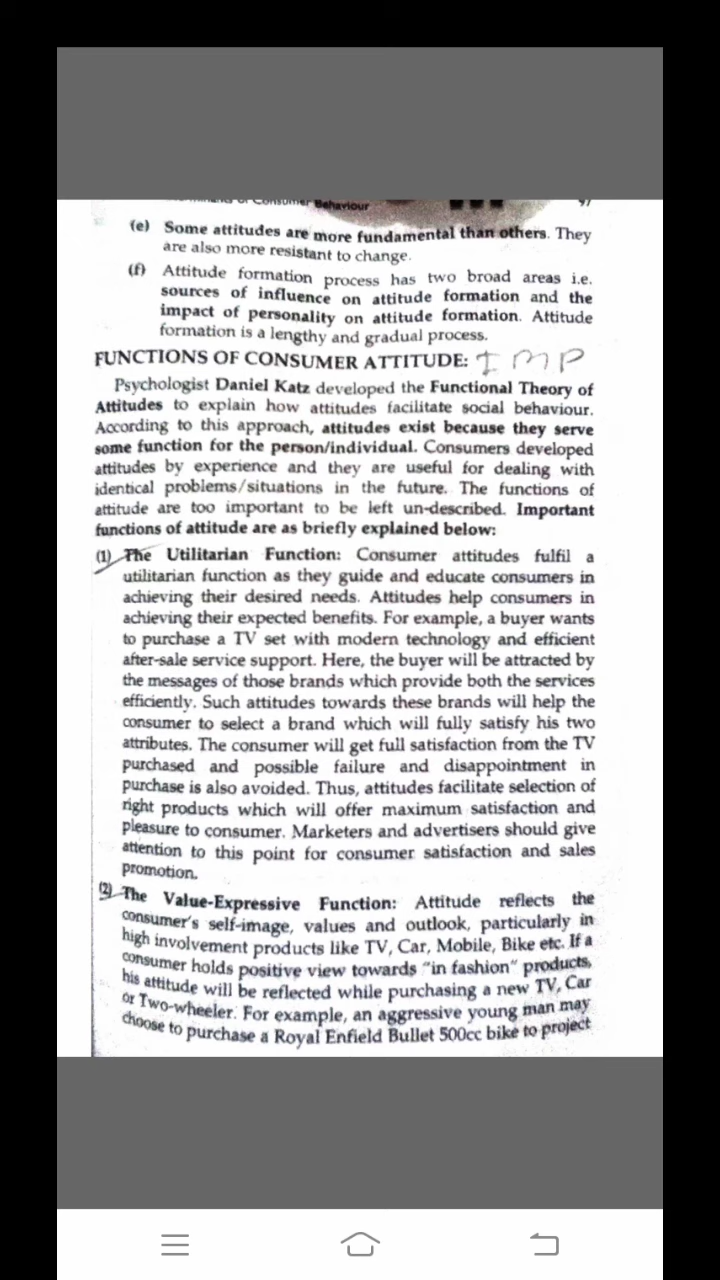 of Consumer Behaviour
97
(e) Some attitudes are more fundamental than others. They
are also more resistant to change.
(f) Attitude formation process has two broad areas i.e.
sources of influence on attitude formation and the
impact of personality on attitude formation. Attitude
formation is a lengthy and gradual process.
FUNCTIONS OF CONSUMER ATTITUDE: IMP
Psychologist Daniel Katz developed the Functional Theory of
Attitudes to explain how attitudes facilitate social behaviour.
According to this approach, attitudes exist because they serve
some function for the person/individual. Consumers developed
attitudes by experience and they are useful for dealing with
identical problems/situations in the future. The functions of
attitude are too important to be left un-described. Important
functions of attitude are as briefly explained below:
(1) The Utilitarian Function: Consumer attitudes fulfil a
utilitarian function as they guide and educate consumers in
achieving their desired needs. Attitudes help consumers in
achieving their expected benefits. For example, a buyer wants
to purchase a TV set with modern technology and efficient
after-sale service support. Here, the buyer will be attracted by
the messages of those brands which provide both the services
efficiently. Such attitudes towards these brands will help the
consumer to select a brand which will fully satisfy his two
attributes. The consumer will get full satisfaction from the TV
purchased and possible failure and disappointment in
purchase is also avoided. Thus, attitudes facilitate selection of
right products which will offer maximum satisfaction and
pleasure to consumer. Marketers and advertisers should give
attention to this point for consumer satisfaction and sales
promotion.
(2) The Value-Expressive Function: Attitude reflects the
consumer's self-image, values and outlook, particularly in
high involvement products like TV, Car, Mobile, Bike etc. If a
consumer holds positive view towards "in fashion" products,
his attitude will be reflected while purchasing a new TV, Car
or Two-wheeler. For example, an aggressive young man may
choose to purchase a Royal Enfield Bullet 500cc bike to project